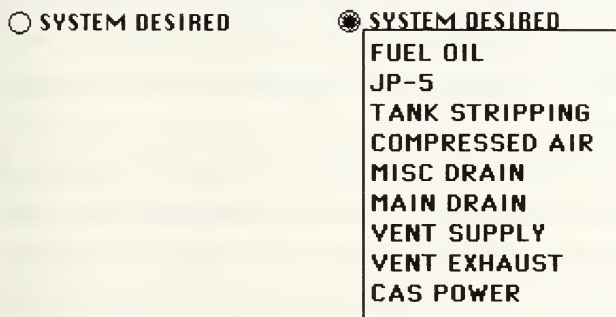 SYSTEM DESIRED
SYSTEM DESIRED
FUEL OIL
JP-5
TANK STRIPPING
COMPRESSED AIR
MISC DRAIN
MAIN DRAIN
VENT SUPPLY
VENT EXHAUST
CAS POWER